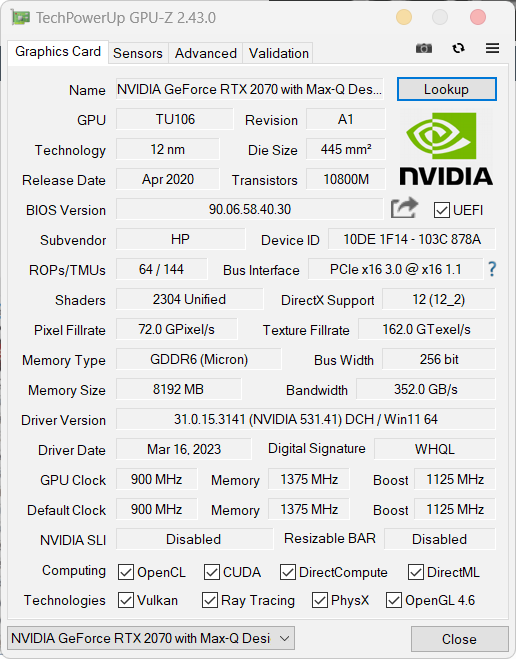 TechPowerUp GPU-Z 2.43.0
Graphics Card Sensors Advanced Validation
Name NVIDIA GeForce RTX 2070 with Max-Q Des... Lookup
GPU TU106 Revision A1
Technology 12 nm Die Size 445 mm²
Release Date Apr 2020 Transistors 10800M
NVIDIA
BIOS Version 90.06.58.40.30 UEFI
Subvendor HP Device ID 10DE 1F14 - 103C 878A
ROPs/TMUs 64 / 144 Bus Interface PCIe x16 3.0 @ x16 1.1 ?
Shaders 2304 Unified DirectX Support 12 (12_2)
Pixel Fillrate 72.0 GPixel/s Texture Fillrate 162.0 GTexel/s
Memory Type GDDR6 (Micron) Bus Width 256 bit
Memory Size 8192 MB Bandwidth 352.0 GB/s
Driver Version 31.0.15.3141 (NVIDIA 531.41) DCH / Win11 64
Driver Date Mar 16, 2023 Digital Signature WHQL
GPU Clock 900 MHz Memory 1375 MHz Boost 1125 MHz
Default Clock 900 MHz Memory 1375 MHz Boost 1125 MHz
NVIDIA SLI Disabled Resizable BAR Disabled
Computing OpenCL CUDA DirectCompute DirectML
Technologies Vulkan Ray Tracing PhysX OpenGL 4.6
NVIDIA GeForce RTX 2070 with Max-Q Desi Close